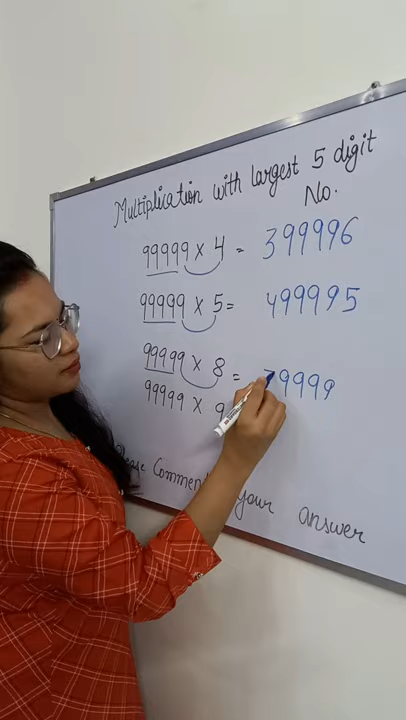 Multiplication with largest 5 digit
No.
99999 × 4 = 399996
99999 × 5 = 499995
99999 × 8 = 79999
99999 × 9
Please Comment your answer